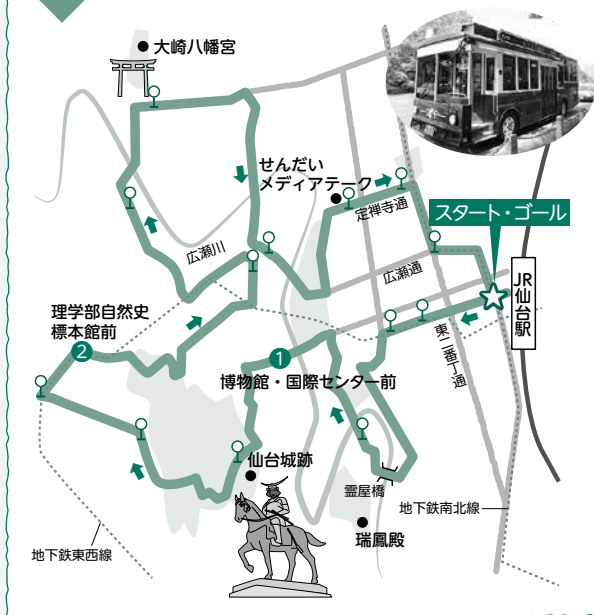 大崎八幡宮
せんだい
メディアテーク
定禅寺通
スタート・ゴール
広瀬川
広瀬通
JR仙台駅
理学部自然史
標本館前
2
東二番丁通
1
博物館・国際センター前
仙台城跡
霊屋橋
地下鉄南北線
瑞鳳殿
地下鉄東西線